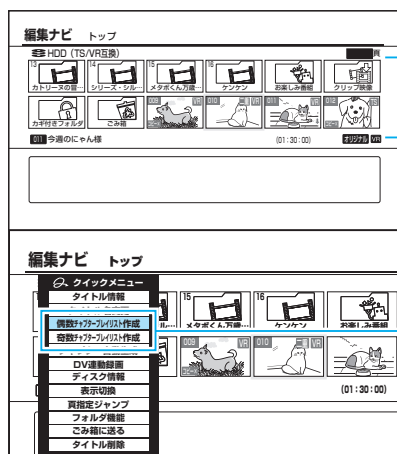 編集ナビ トップ
HDD (TS/VR互換)
頁
13 14 15 16
カトリーヌの冒… シリーズ・シル… メタボくん万歳… ケンケン お楽しみ番組 クリップ映像
009 VR 010 VR 011 VR 012 TS
カギ付きフォルダ ごみ箱
011 今週のにゃん様 (01:30:00) オリジナル VR
編集ナビ トップ
クイックメニュー
タイトル情報
偶数チャプタープレイリスト作成
奇数チャプタープレイリスト作成
DV連動録画
ディスク情報
表示切換
頁指定ジャンプ
フォルダ機能
ごみ箱に送る
タイトル削除
15 16
メタボくん万歳… ケンケン お楽しみ番組
009 VR 010 VR
(01:30:00)